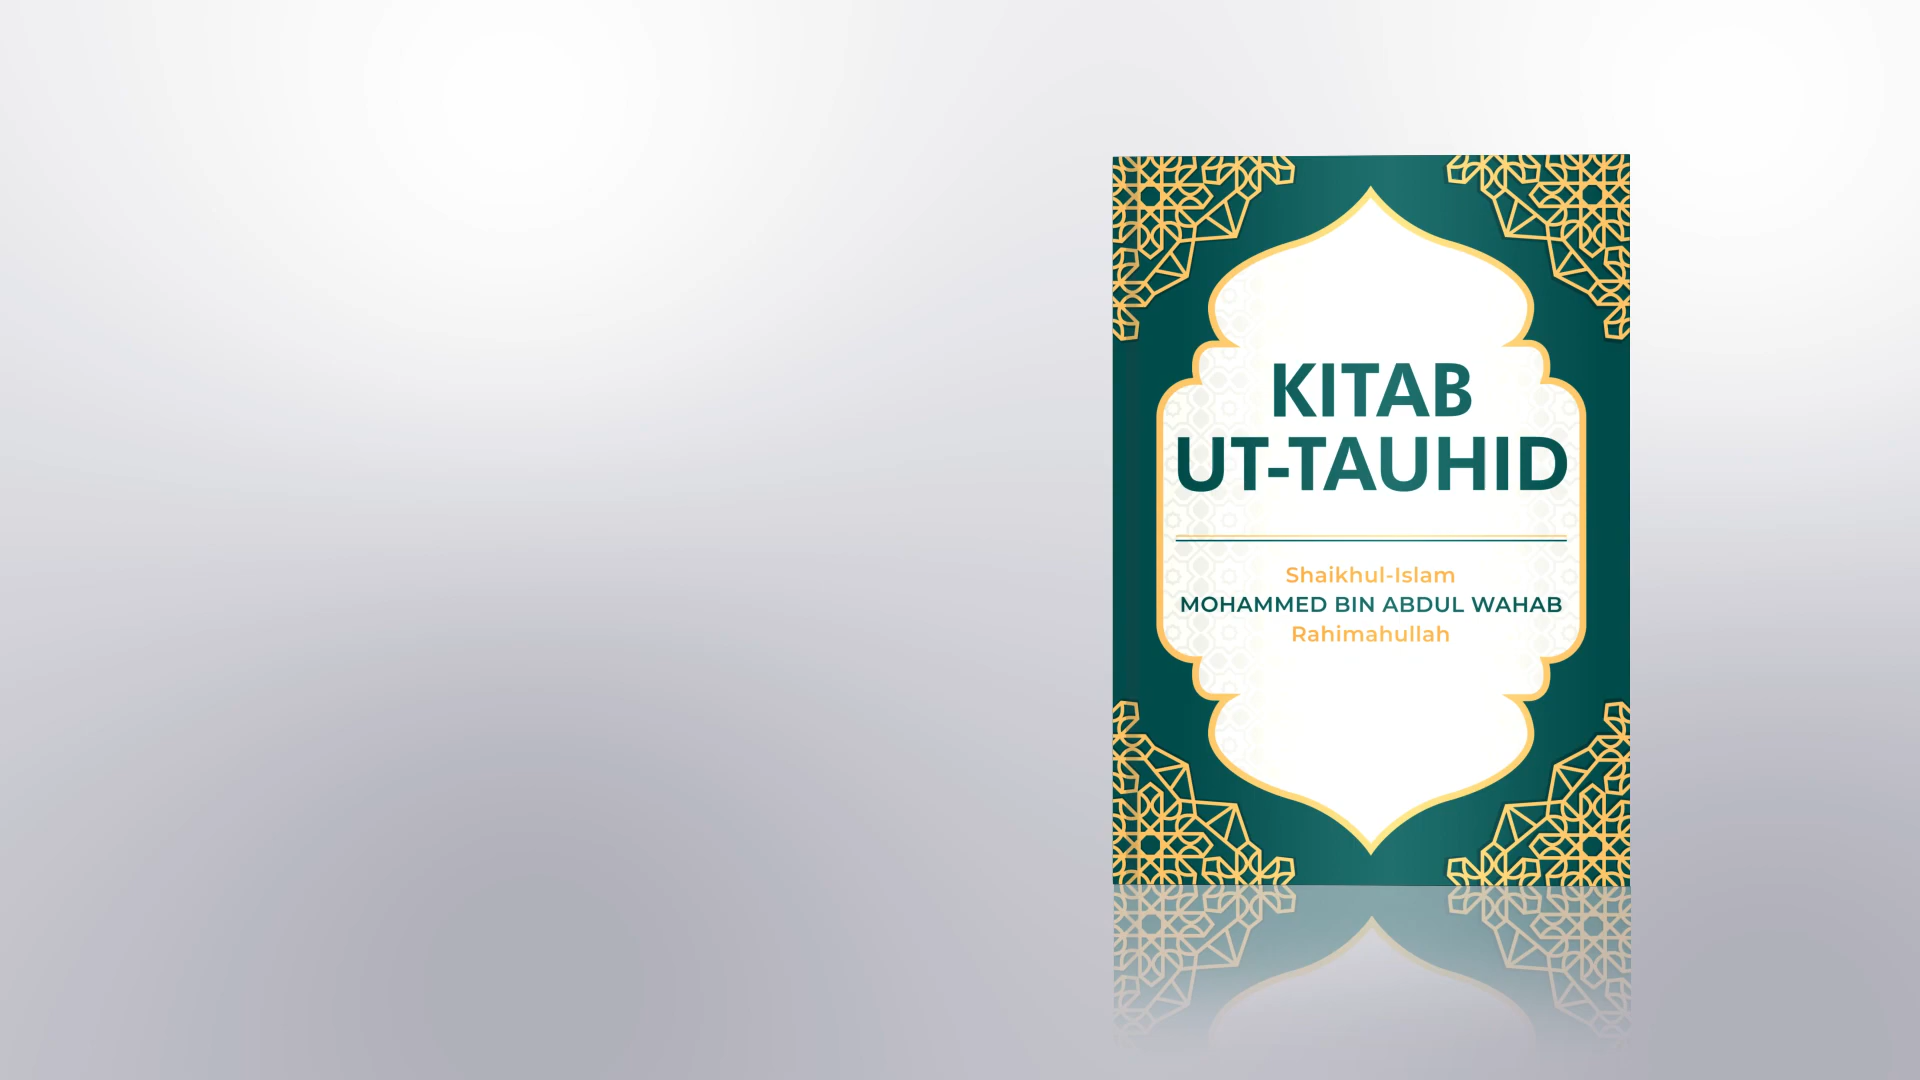 KITAB
UT-TAUHID
Shaikhul-Islam
MOHAMMED BIN ABDUL WAHAB
Rahimahullah